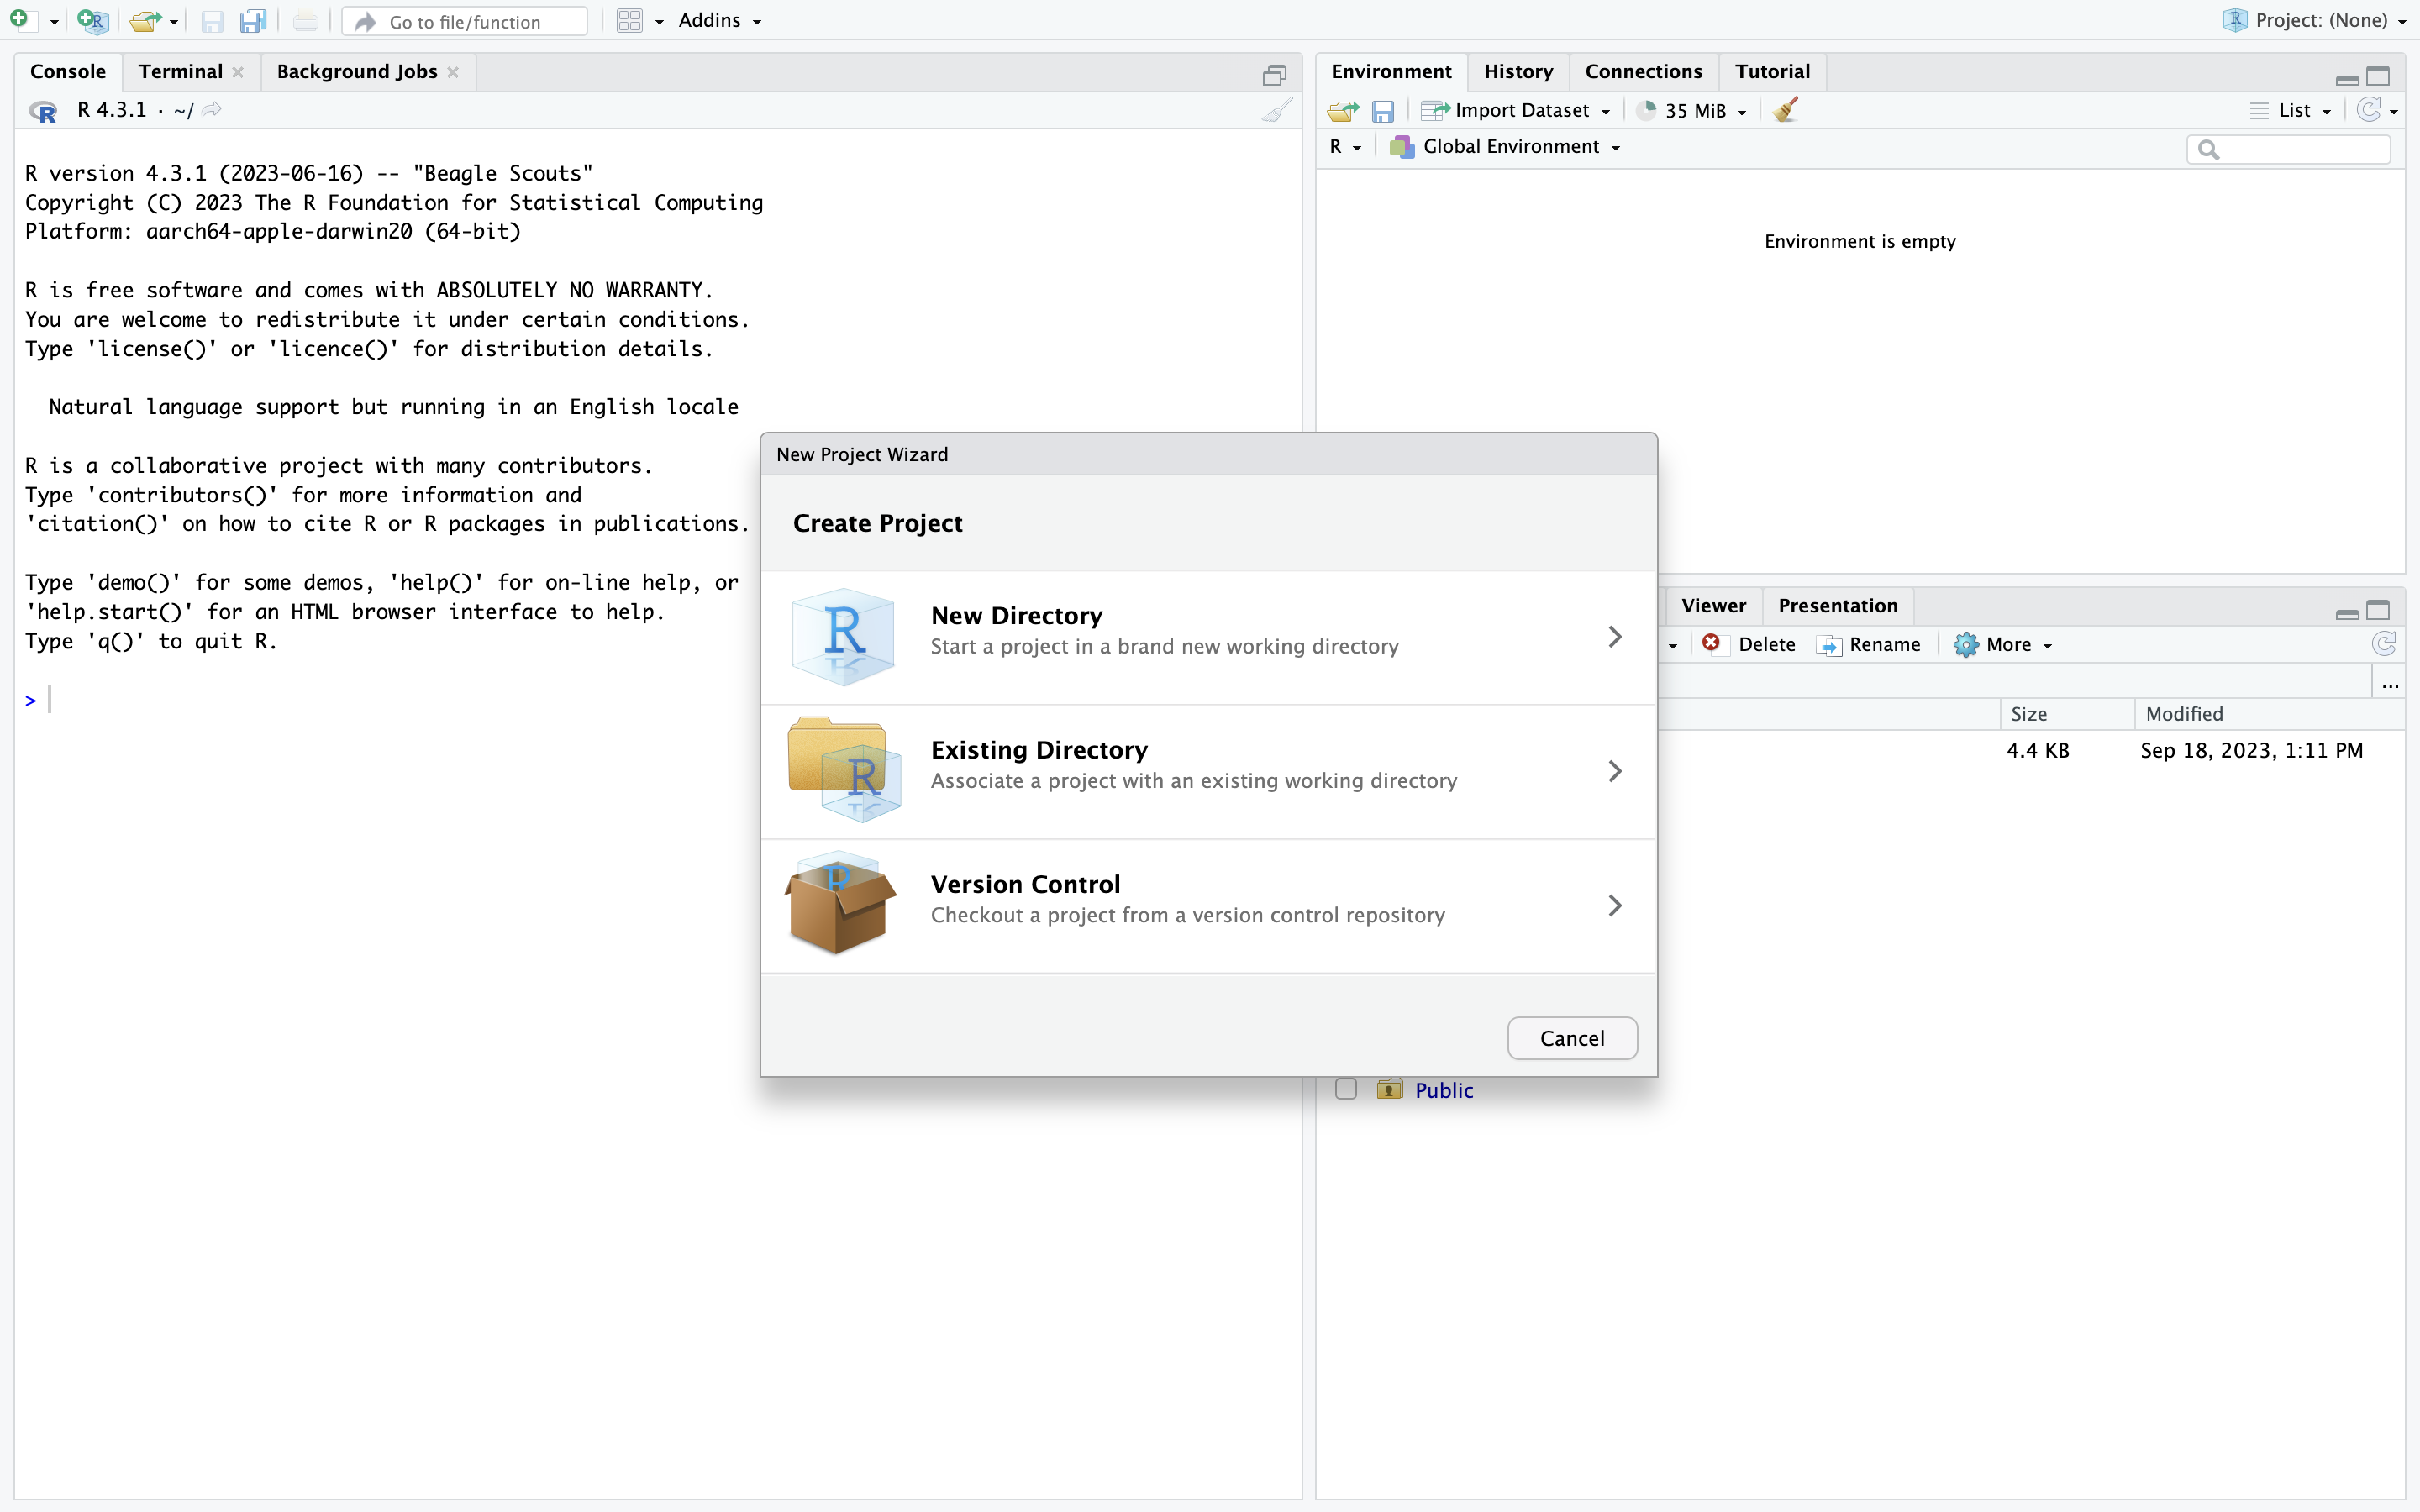 Go to file/function
Addins
Project: (None)
Console
Terminal
Background Jobs
R 4.3.1 · ~/
R version 4.3.1 (2023-06-16) -- "Beagle Scouts"
Copyright (C) 2023 The R Foundation for Statistical Computing
Platform: aarch64-apple-darwin20 (64-bit)
R is free software and comes with ABSOLUTELY NO WARRANTY.
You are welcome to redistribute it under certain conditions.
Type 'license()' or 'licence()' for distribution details.
Natural language support but running in an English locale
R is a collaborative project with many contributors.
Type 'contributors()' for more information and
'citation()' on how to cite R or R packages in publications.
Type 'demo()' for some demos, 'help()' for on-line help, or
'help.start()' for an HTML browser interface to help.
Type 'q()' to quit R.
>
Environment
History
Connections
Tutorial
Import Dataset
35 MiB
List
R
Global Environment
Environment is empty
New Project Wizard
Create Project
New Directory
Start a project in a brand new working directory
Existing Directory
Associate a project with an existing working directory
Version Control
Checkout a project from a version control repository
Cancel
Viewer
Presentation
Delete
Rename
More
...
Size
Modified
4.4 KB
Sep 18, 2023, 1:11 PM
Public